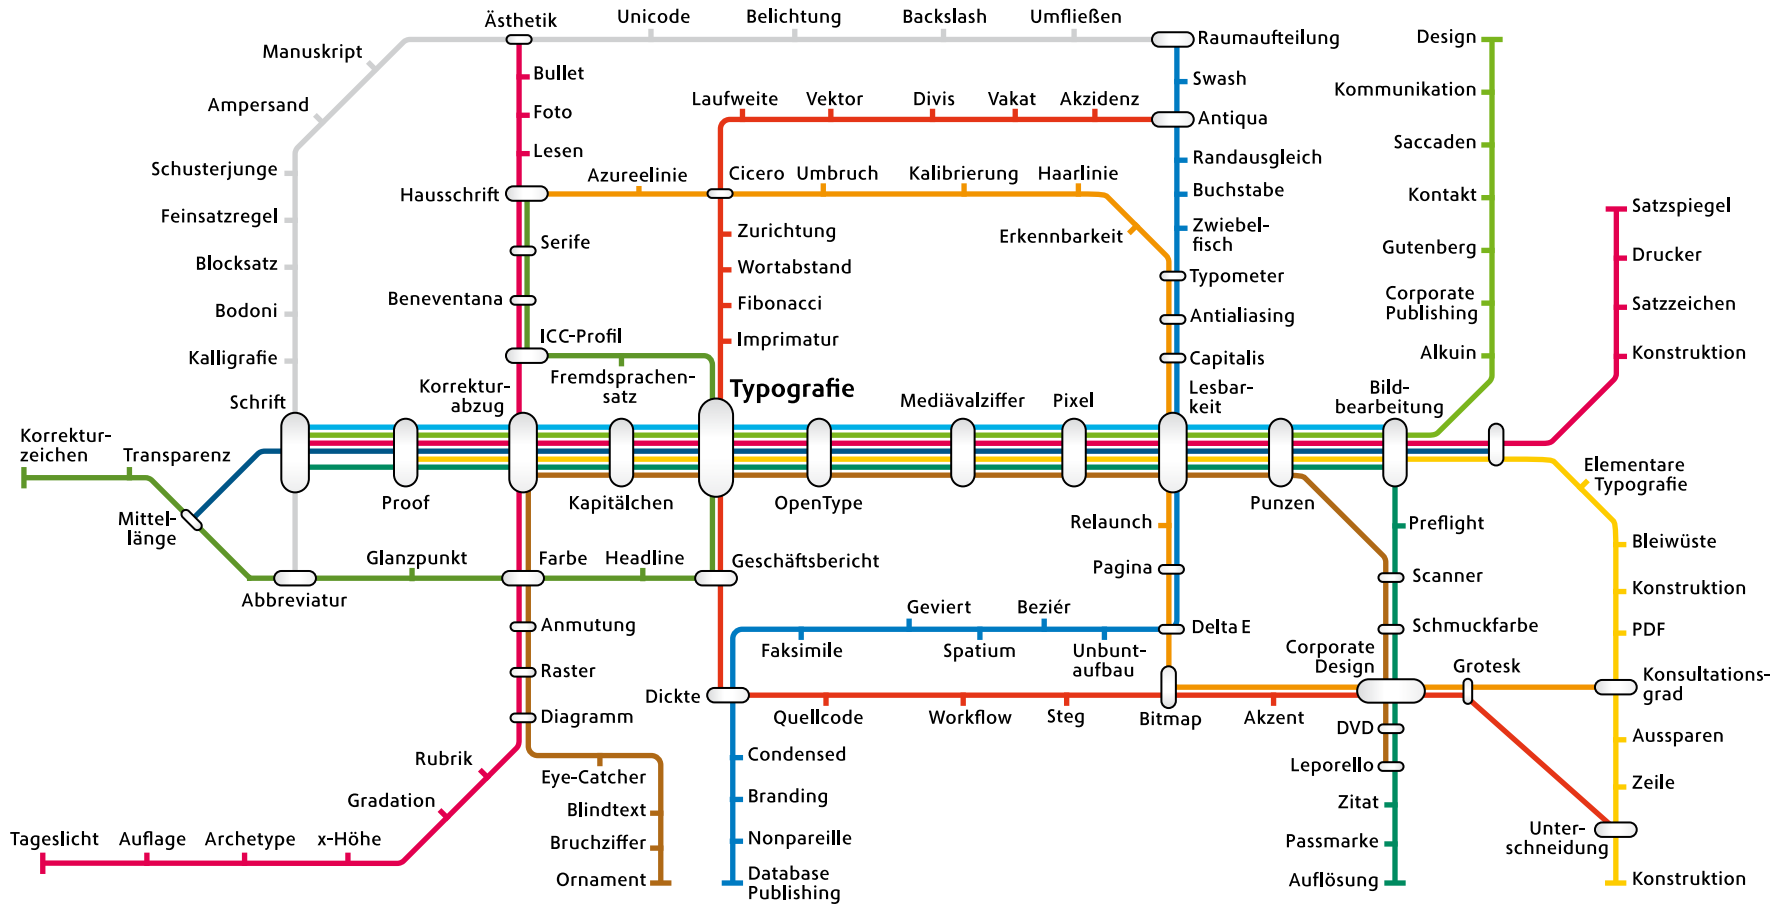 Ästhetik
Unicode
Belichtung
Backslash
Umfließen
Raumaufteilung
Design
Manuskript
Bullet
Swash
Kommunikation
Ampersand
Foto
Laufweite
Vektor
Divis
Vakat
Akzidenz
Antiqua
Saccaden
Lesen
Schusterjunge
Hausschrift
Azureelinie
Cicero
Umbruch
Kalibrierung
Haarlinie
Randausgleich
Buchstabe
Kontakt
Satzspiegel
Feinsatzregel
Serife
Zurichtung
Erkennbarkeit
Zwiebel-
fisch
Gutenberg
Drucker
Blocksatz
Wortabstand
Typometer
Beneventana
Fibonacci
Corporate
Publishing
Satzzeichen
Bodoni
Antialiasing
ICC-Profil
Imprimatur
Kalligrafie
Capitalis
Alkuin
Konstruktion
Fremdsprachen-
satz
Korrektur-
abzug
Typografie
Schrift
Mediävalziffer
Pixel
Lesbar-
keit
Bild-
bearbeitung
Korrektur-
zeichen
Transparenz
Elementare
Typografie
Proof
Kapitälchen
OpenType
Punzen
Mittel-
länge
Relaunch
Preflight
Bleiwüste
Glanzpunkt
Farbe
Headline
Geschäftsbericht
Pagina
Scanner
Konstruktion
Abbreviatur
Anmutung
Geviert
Beziér
Delta E
Schmuckfarbe
PDF
Faksimile
Spatium
Unbunt-
aufbau
Raster
Corporate
Design
Grotesk
Konsultations-
grad
Dickte
Diagramm
Quellcode
Workflow
Steg
Bitmap
Akzent
DVD
Aussparen
Rubrik
Eye-Catcher
Condensed
Leporello
Zeile
Gradation
Blindtext
Branding
Zitat
Tageslicht
Auflage
Archetype
x-Höhe
Bruchziffer
Nonpareille
Passmarke
Unter-
schneidung
Ornament
Database
Publishing
Auflösung
Konstruktion